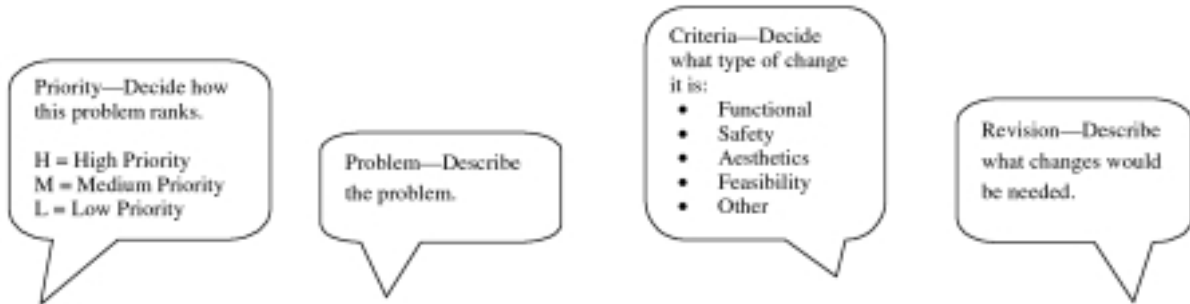 Priority—Decide how
this problem ranks.
H = High Priority
M = Medium Priority
L = Low Priority
Problem—Describe
the problem.
Criteria—Decide
what type of change
it is:
• Functional
• Safety
• Aesthetics
• Feasibility
• Other
Revision—Describe
what changes would
be needed.